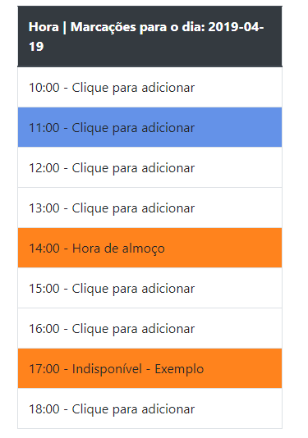 Hora | Marcações para o dia: 2019-04-
19
10:00 - Clique para adicionar
11:00 - Clique para adicionar
12:00 - Clique para adicionar
13:00 - Clique para adicionar
14:00 - Hora de almoço
15:00 - Clique para adicionar
16:00 - Clique para adicionar
17:00 - Indisponível - Exemplo
18:00 - Clique para adicionar